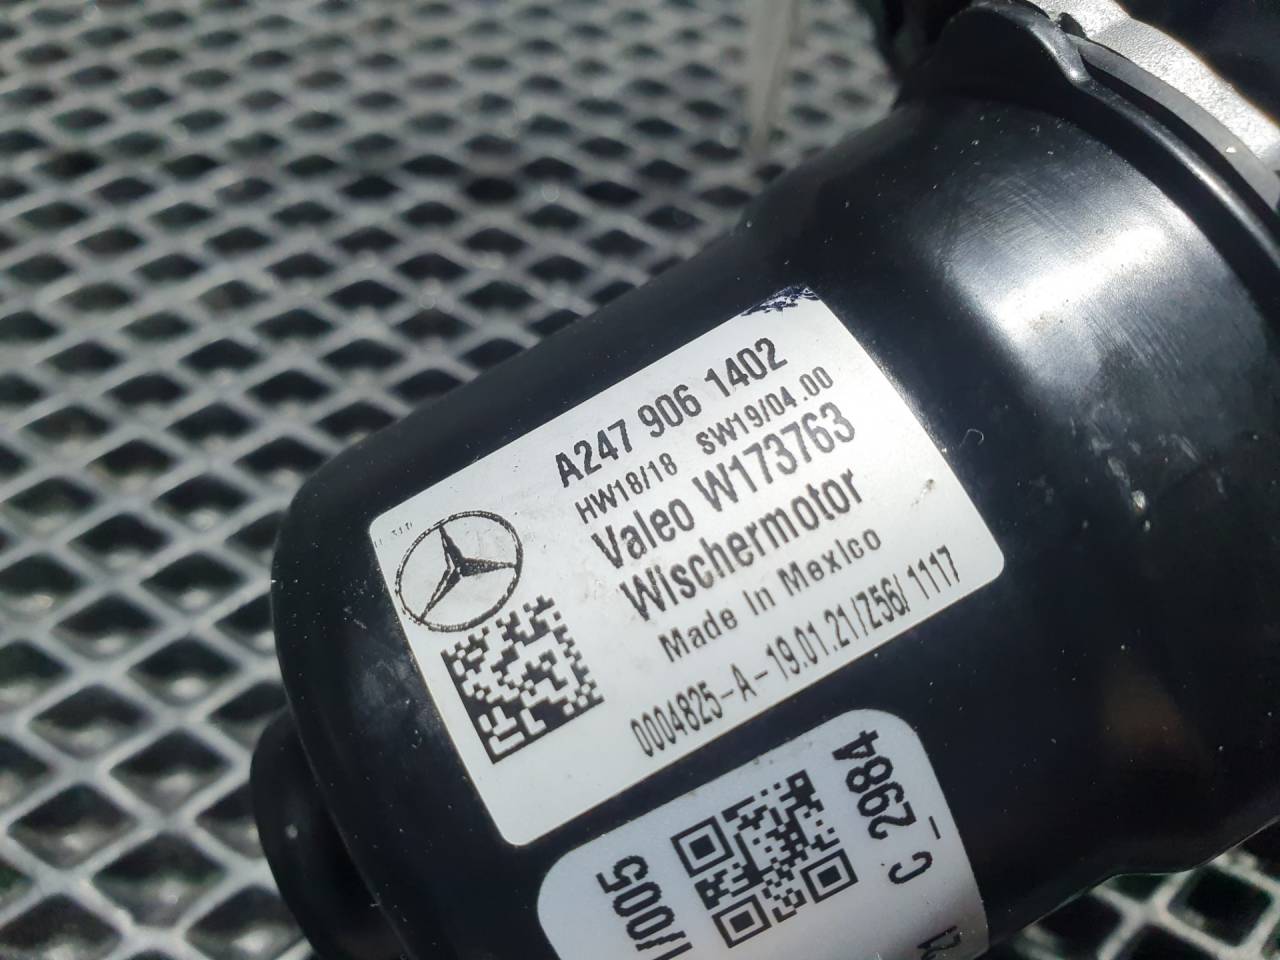 A247 906 1402
HW18/18 SW19/04.00
Valeo W173763
Wischermotor
Made in Mexico
0004825-A-19.01.21/Z56/ 1117
I/005
C_2984